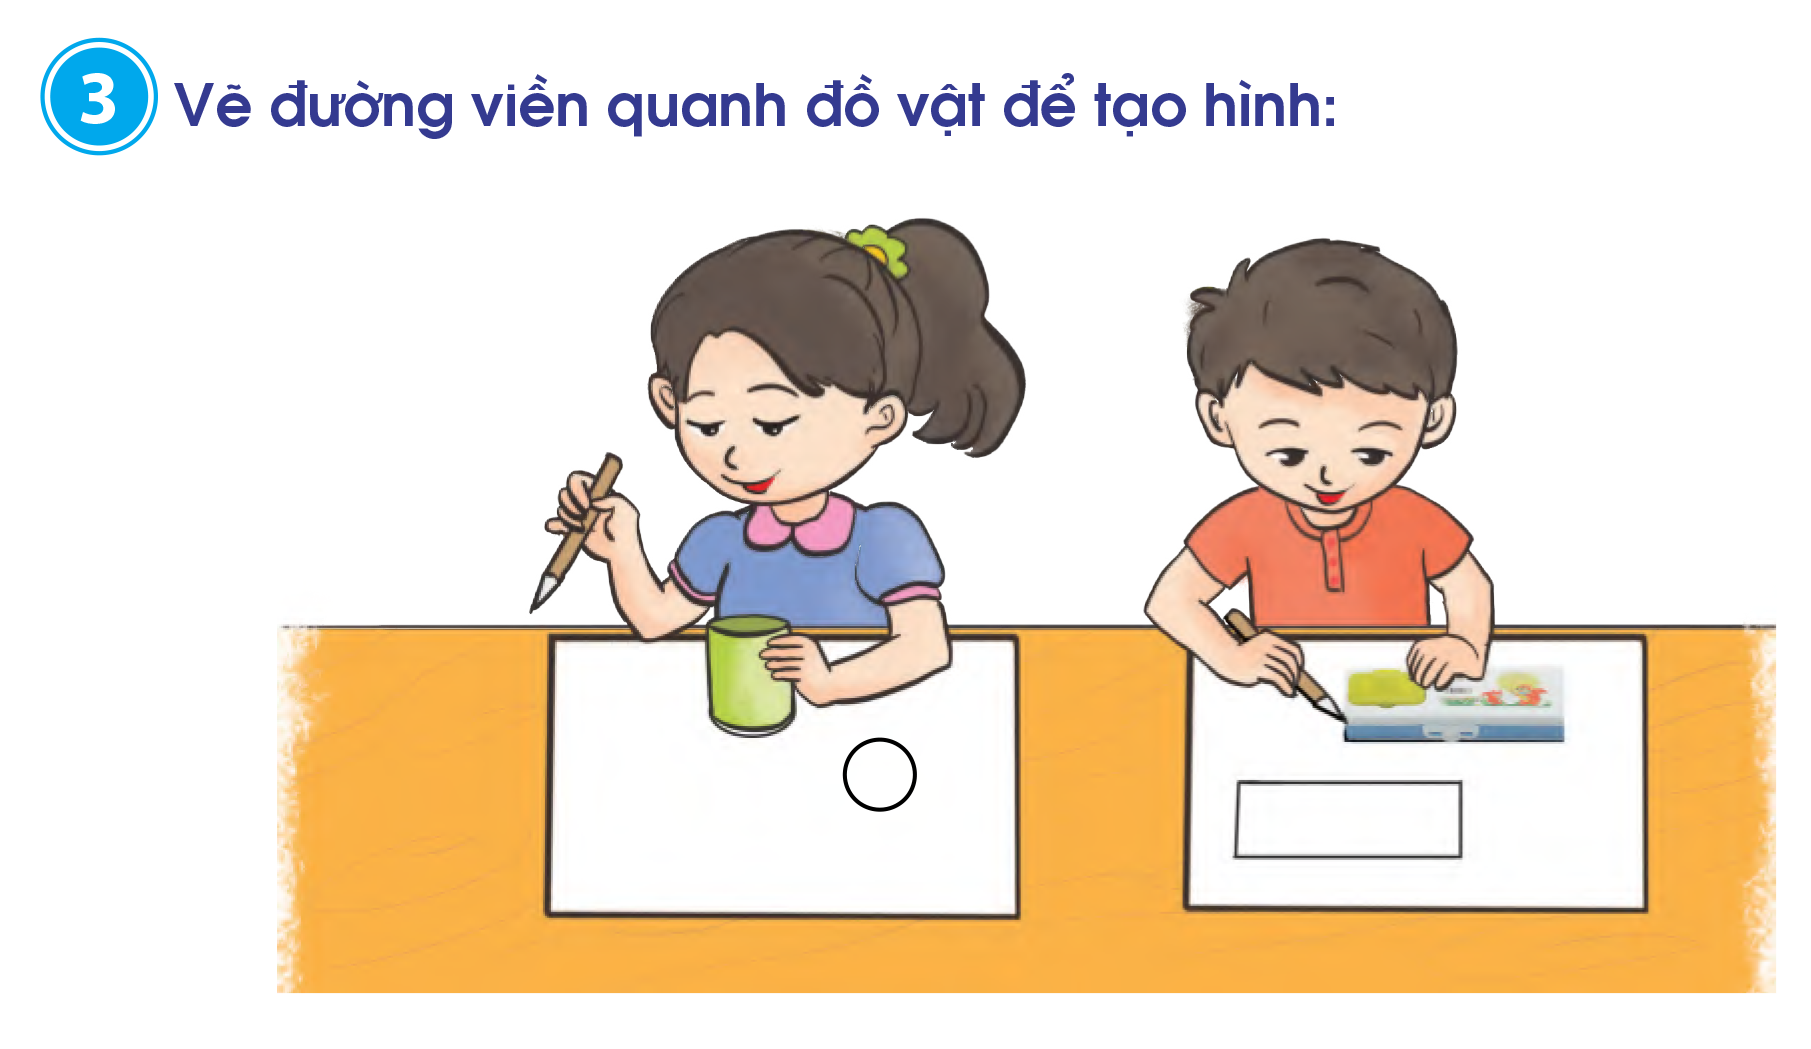 3 Vẽ đường viền quanh đồ vật để tạo hình: